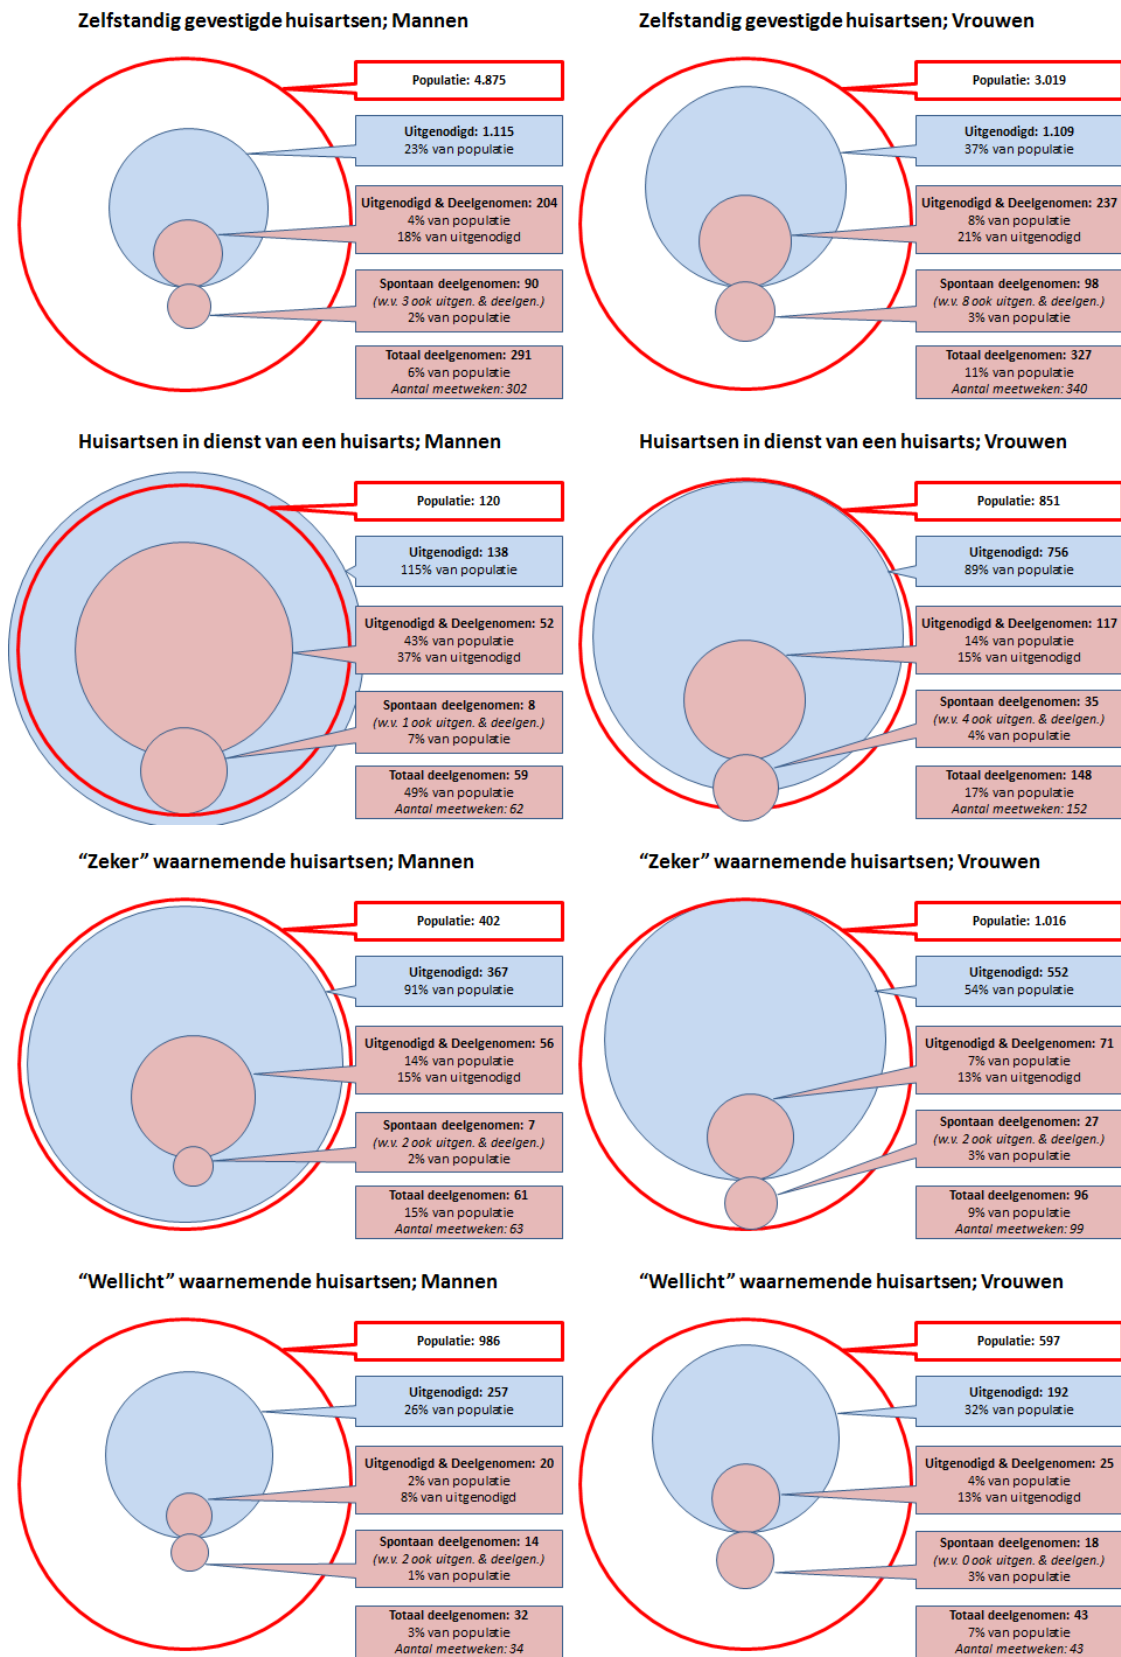 Zelfstandig gevestigde huisartsen; Mannen
Populatie: 4.875
Uitgenodigd: 1.115
23% van populatie
Uitgenodigd & Deelgenomen: 204
4% van populatie
18% van uitgenodigd
Spontaan deelgenomen: 90
(w.v. 3 ook uitgen. & deelgen.)
2% van populatie
Totaal deelgenomen: 291
6% van populatie
Aantal meetweken: 302
Zelfstandig gevestigde huisartsen; Vrouwen
Populatie: 3.019
Uitgenodigd: 1.109
37% van populatie
Uitgenodigd & Deelgenomen: 237
8% van populatie
21% van uitgenodigd
Spontaan deelgenomen: 98
(w.v. 8 ook uitgen. & deelgen.)
3% van populatie
Totaal deelgenomen: 327
11% van populatie
Aantal meetweken: 340
Huisartsen in dienst van een huisarts; Mannen
Populatie: 120
Uitgenodigd: 138
115% van populatie
Uitgenodigd & Deelgenomen: 52
43% van populatie
37% van uitgenodigd
Spontaan deelgenomen: 8
(w.v. 1 ook uitgen. & deelgen.)
7% van populatie
Totaal deelgenomen: 59
49% van populatie
Aantal meetweken: 62
Huisartsen in dienst van een huisarts; Vrouwen
Populatie: 851
Uitgenodigd: 756
89% van populatie
Uitgenodigd & Deelgenomen: 117
14% van populatie
15% van uitgenodigd
Spontaan deelgenomen: 35
(w.v. 4 ook uitgen. & deelgen.)
4% van populatie
Totaal deelgenomen: 148
17% van populatie
Aantal meetweken: 152
“Zeker” waarnemende huisartsen; Mannen
Populatie: 402
Uitgenodigd: 367
91% van populatie
Uitgenodigd & Deelgenomen: 56
14% van populatie
15% van uitgenodigd
Spontaan deelgenomen: 7
(w.v. 2 ook uitgen. & deelgen.)
2% van populatie
Totaal deelgenomen: 61
15% van populatie
Aantal meetweken: 63
“Zeker” waarnemende huisartsen; Vrouwen
Populatie: 1.016
Uitgenodigd: 552
54% van populatie
Uitgenodigd & Deelgenomen: 71
7% van populatie
13% van uitgenodigd
Spontaan deelgenomen: 27
(w.v. 2 ook uitgen. & deelgen.)
3% van populatie
Totaal deelgenomen: 96
9% van populatie
Aantal meetweken: 99
“Wellicht” waarnemende huisartsen; Mannen
Populatie: 986
Uitgenodigd: 257
26% van populatie
Uitgenodigd & Deelgenomen: 20
2% van populatie
8% van uitgenodigd
Spontaan deelgenomen: 14
(w.v. 2 ook uitgen. & deelgen.)
1% van populatie
Totaal deelgenomen: 32
3% van populatie
Aantal meetweken: 34
“Wellicht” waarnemende huisartsen; Vrouwen
Populatie: 597
Uitgenodigd: 192
32% van populatie
Uitgenodigd & Deelgenomen: 25
4% van populatie
13% van uitgenodigd
Spontaan deelgenomen: 18
(w.v. 0 ook uitgen. & deelgen.)
3% van populatie
Totaal deelgenomen: 43
7% van populatie
Aantal meetweken: 43